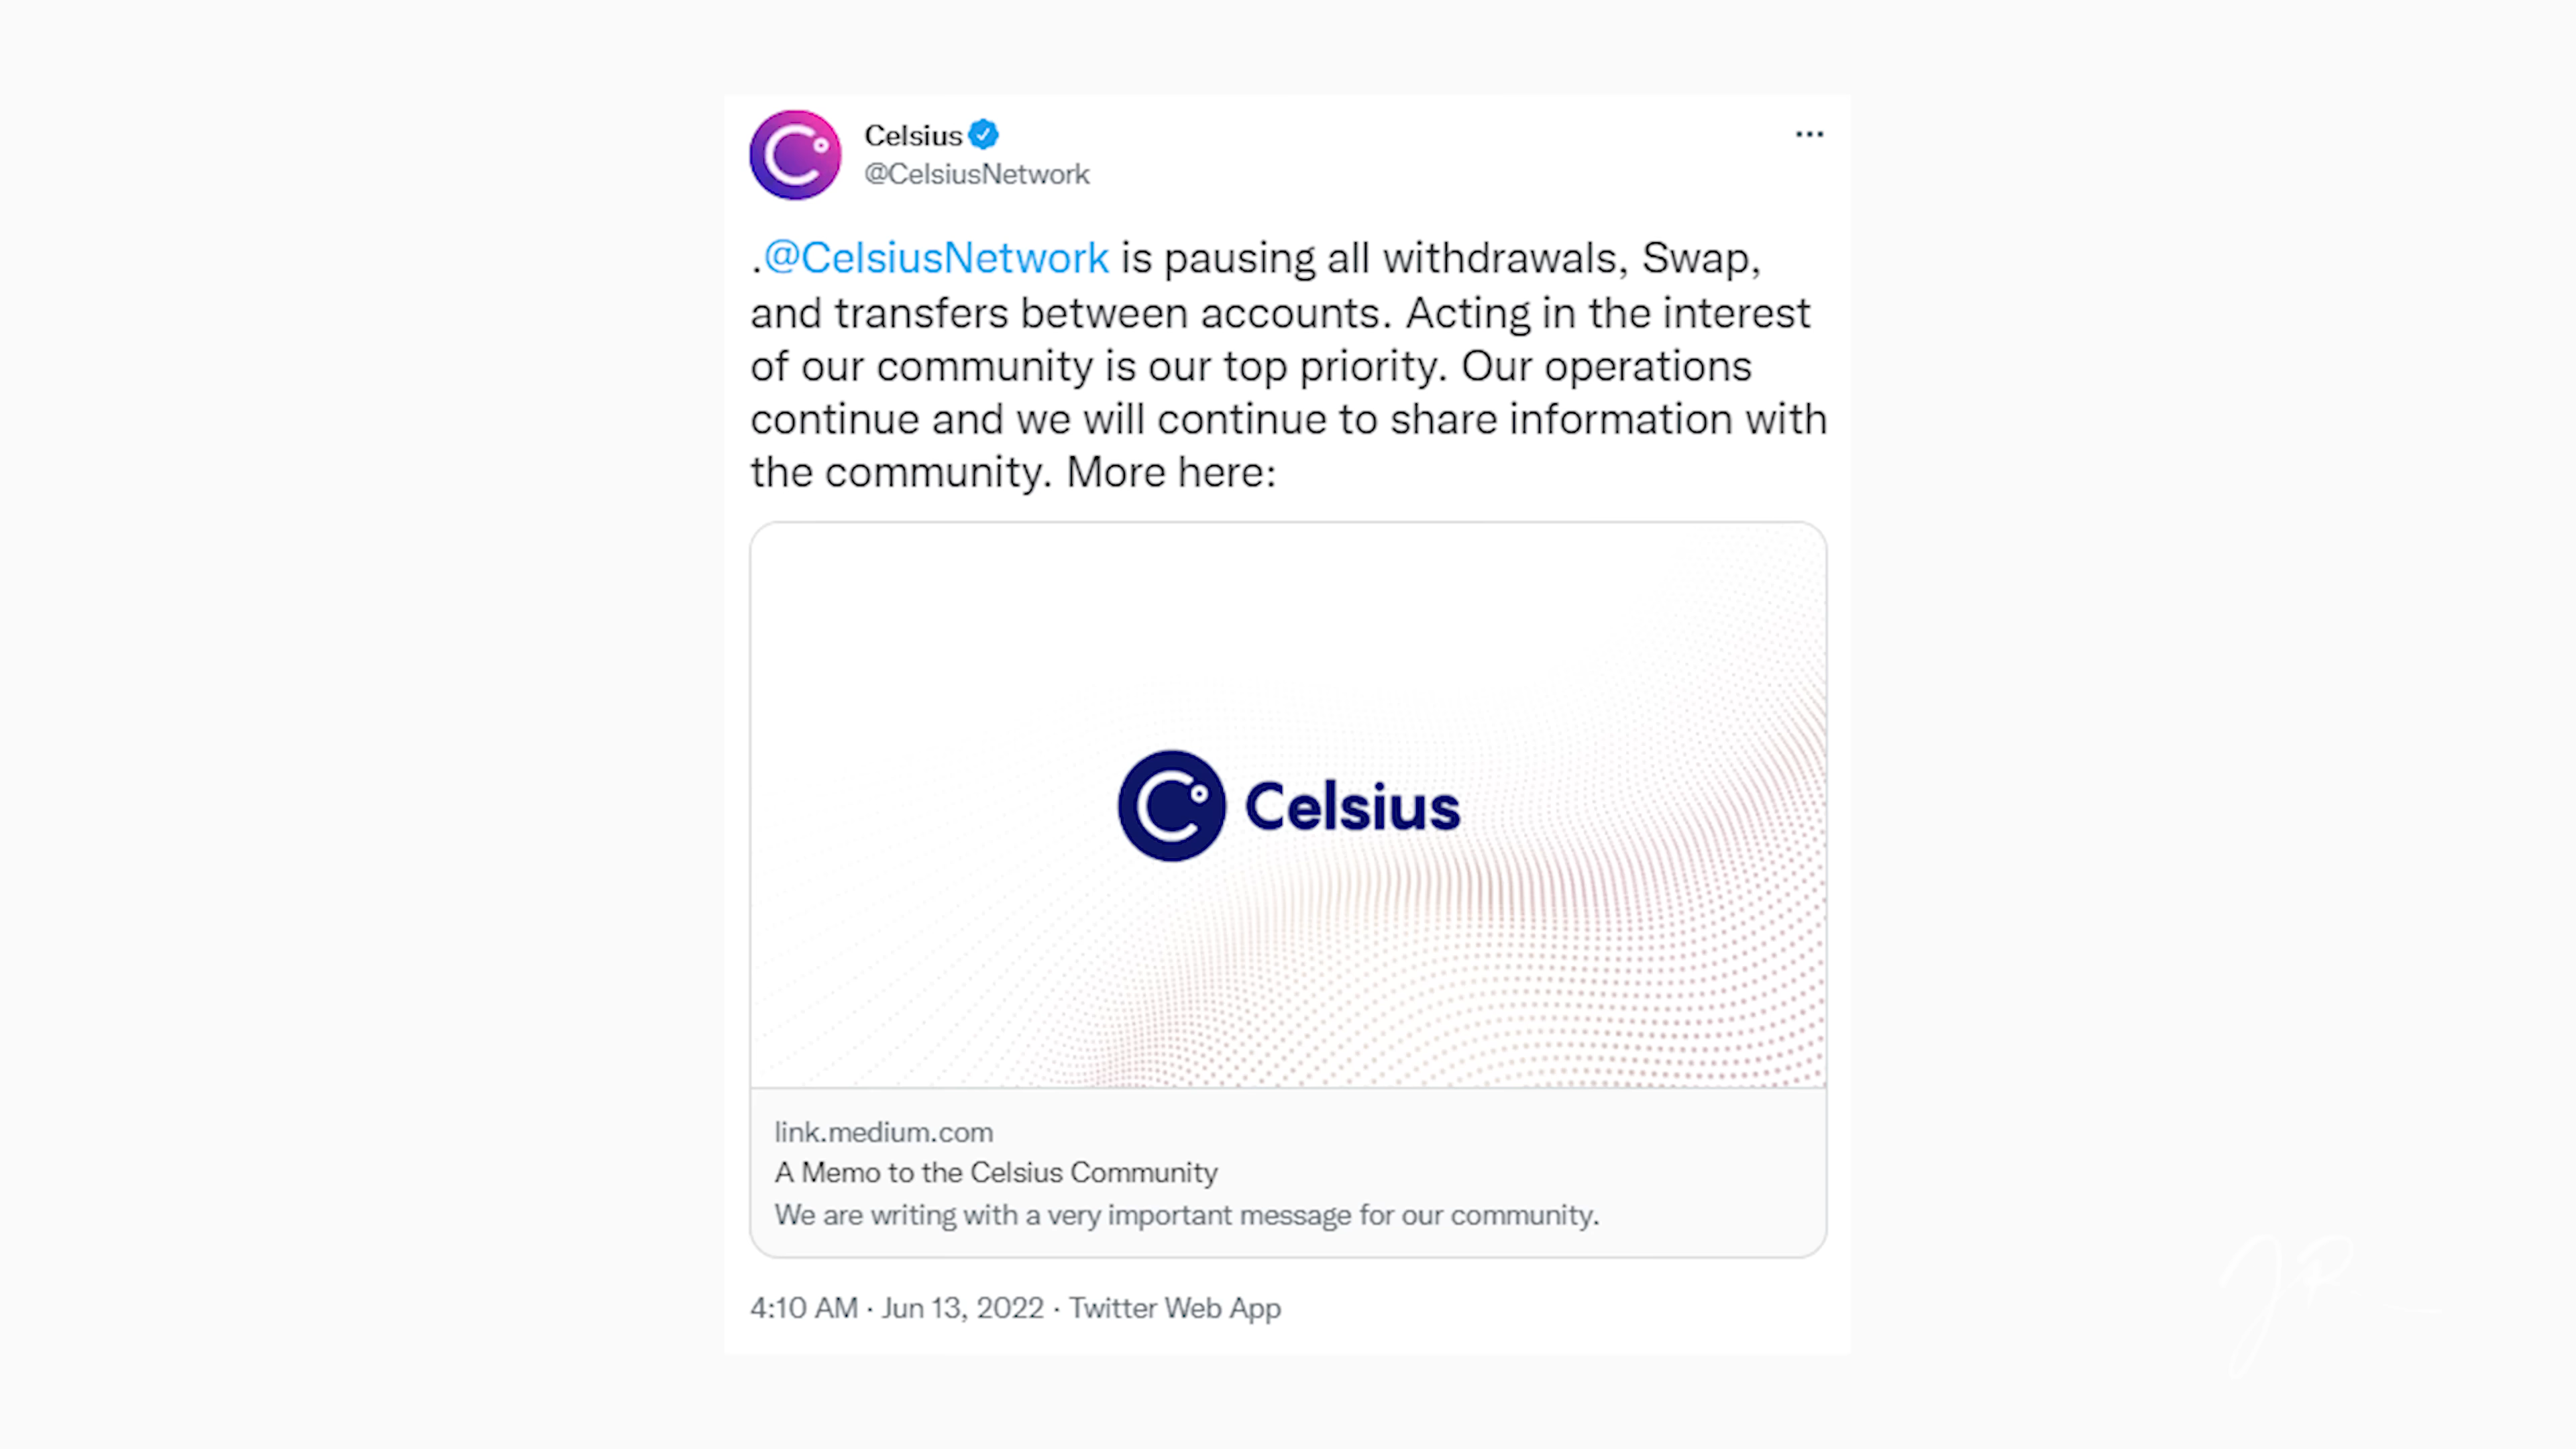 Celsius
@CelsiusNetwork
.@CelsiusNetwork is pausing all withdrawals, Swap,
and transfers between accounts. Acting in the interest
of our community is our top priority. Our operations
continue and we will continue to share information with
the community. More here:
Celsius
link.medium.com
A Memo to the Celsius Community
We are writing with a very important message for our community.
4:10 AM · Jun 13, 2022 · Twitter Web App